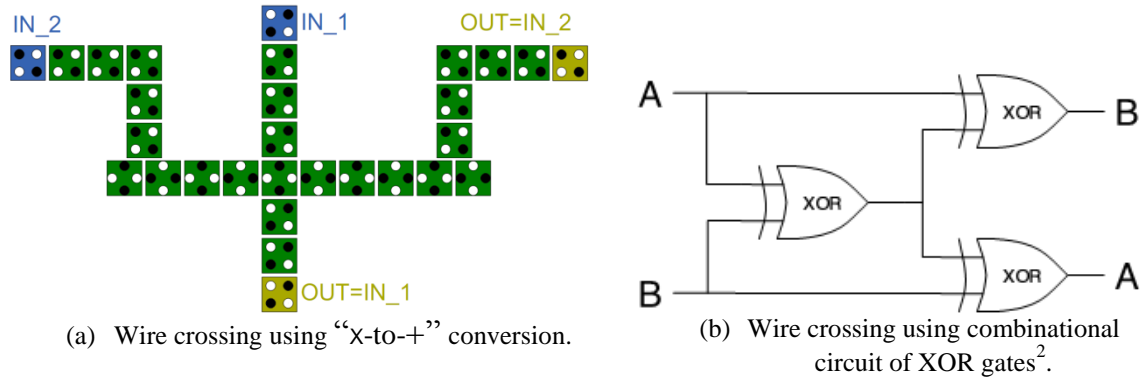 IN_2
IN_1
OUT=IN_2
OUT=IN_1
(a) Wire crossing using “x-to-+” conversion.
A
XOR
B
XOR
B
XOR
A
(b) Wire crossing using combinational
circuit of XOR gates².